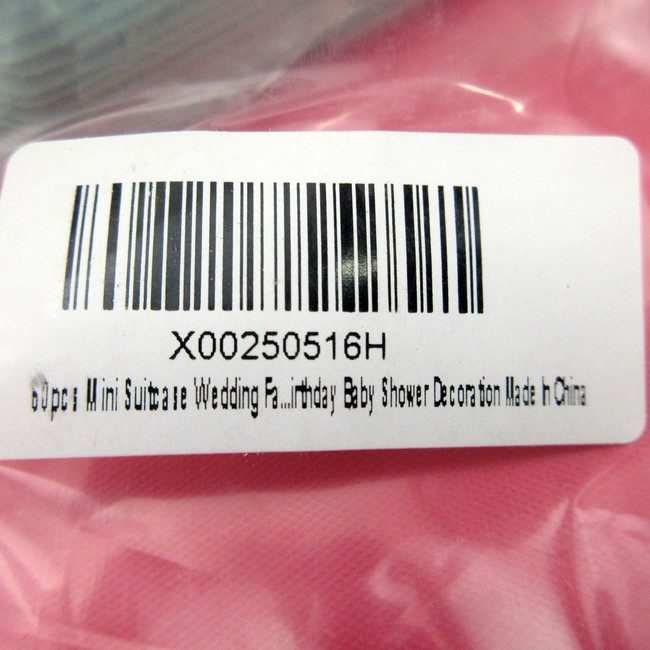 X00250516H
Mini Suitcase Wedding Fa...irthday Baby Shower Decoration Made In China